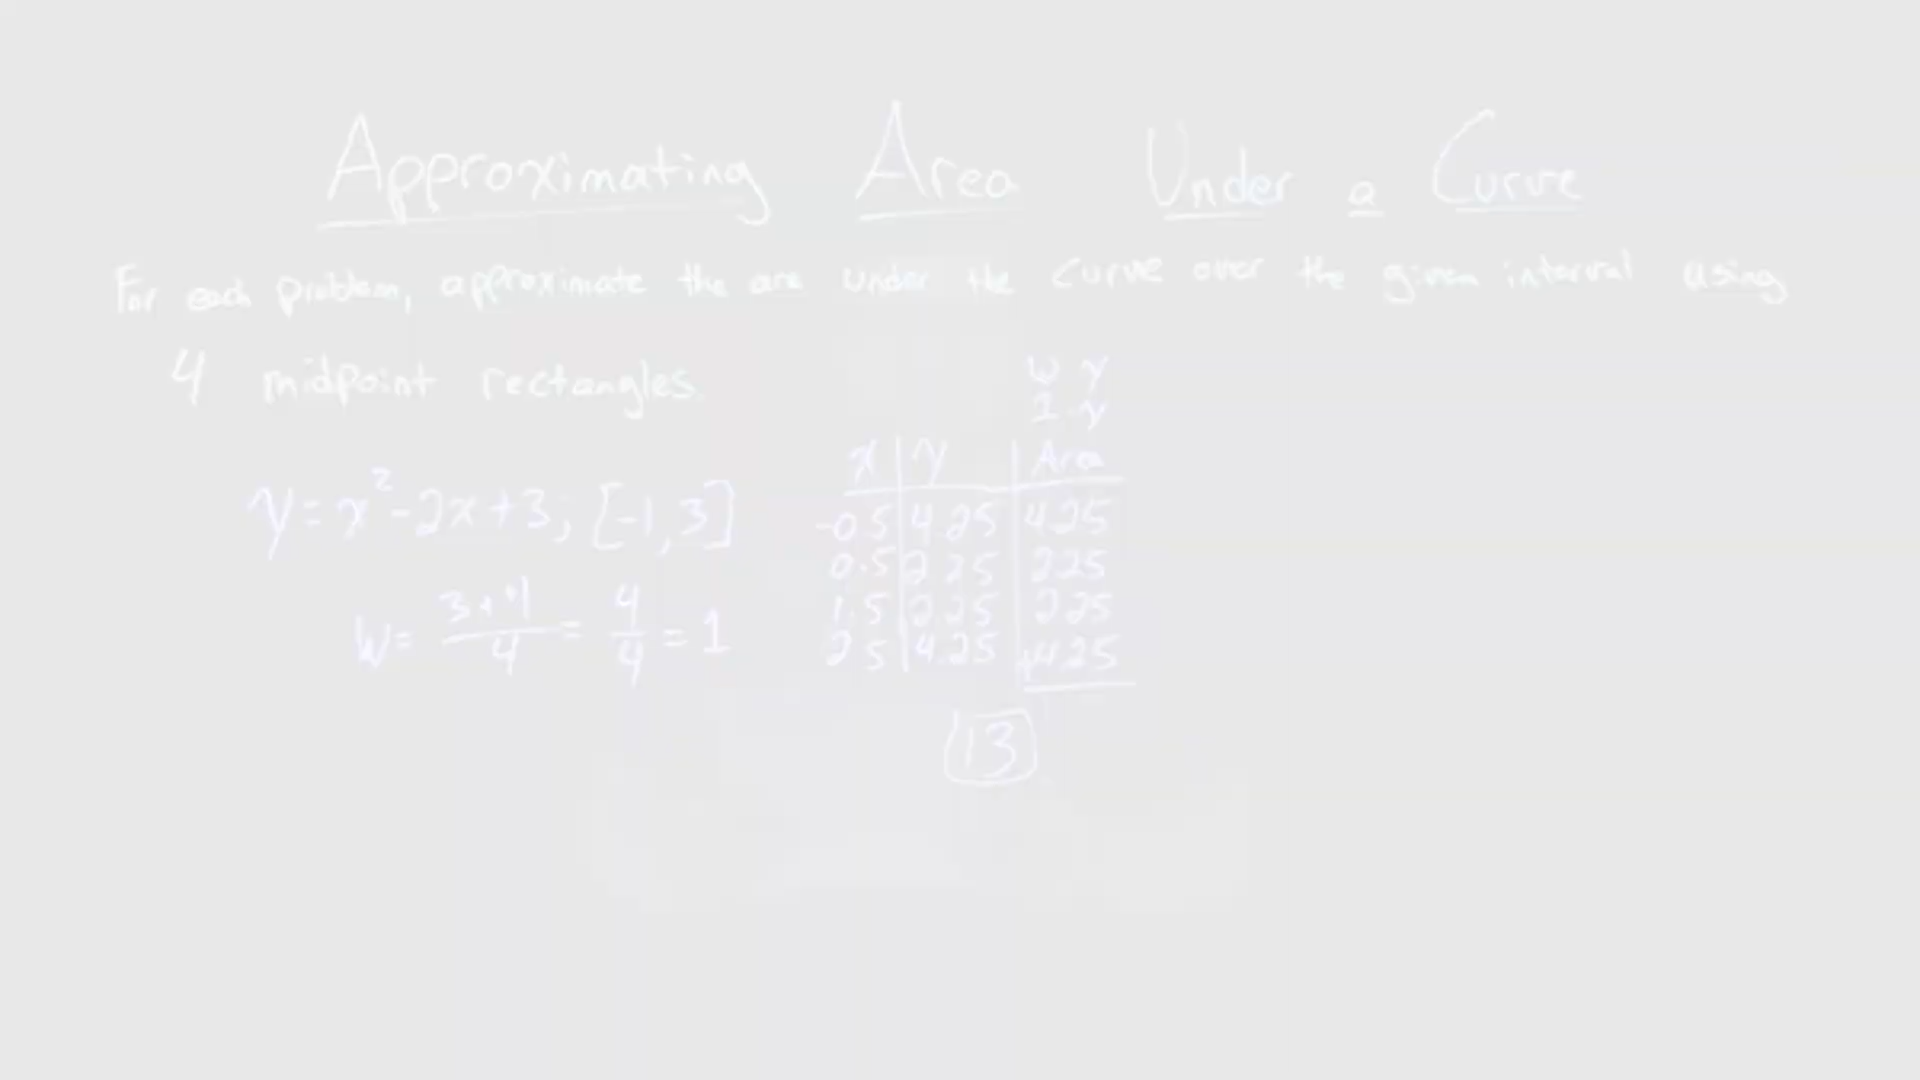 Approximating Area Under a Curve
For each problem, approximate the are under the curve over the given interval using
4 midpoint rectangles.
w y
1 y
x y Area
y = x² - 2x + 3; [-1, 3]
-0.5 4.25 4.25
0.5 2.25 2.25
w = 3+1/4 = 4/4 = 1
1.5 2.25 2.25
2.5 4.25 +4.25
13